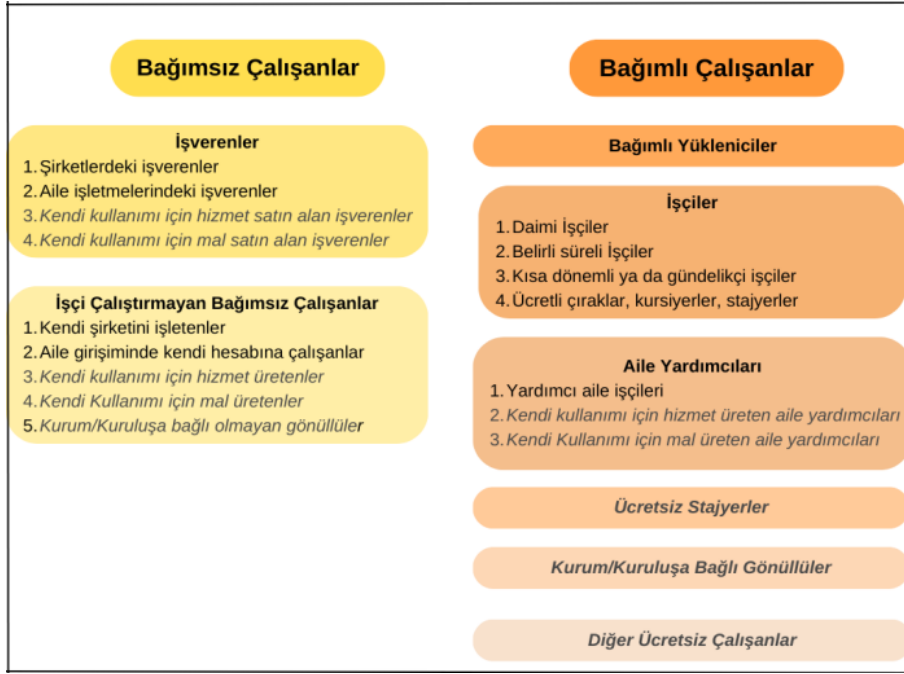 Bağımsız Çalışanlar
İşverenler
1. Şirketlerdeki işverenler
2. Aile işletmelerindeki işverenler
3. Kendi kullanımı için hizmet satın alan işverenler
4. Kendi kullanımı için mal satın alan işverenler
İşçi Çalıştırmayan Bağımsız Çalışanlar
1. Kendi şirketini işletenler
2. Aile girişiminde kendi hesabına çalışanlar
3. Kendi kullanımı için hizmet üretenler
4. Kendi Kullanımı için mal üretenler
5. Kurum/Kuruluşa bağlı olmayan gönüllüler
Bağımlı Çalışanlar
Bağımlı Yükleniciler
İşçiler
1. Daimi İşçiler
2. Belirli süreli İşçiler
3. Kısa dönemli ya da gündelikçi işçiler
4. Ücretli çıraklar, kursiyerler, stajyerler
Aile Yardımcıları
1. Yardımcı aile işçileri
2. Kendi kullanımı için hizmet üreten aile yardımcıları
3. Kendi Kullanımı için mal üreten aile yardımcıları
Ücretsiz Stajyerler
Kurum/Kuruluşa Bağlı Gönüllüler
Diğer Ücretsiz Çalışanlar